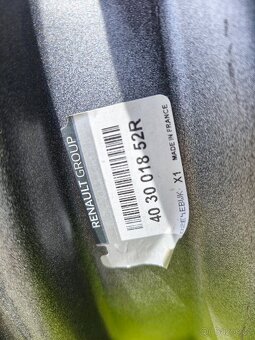 RENAULT GROUP
40 30 018 52R
MADE IN FRANCE
X1